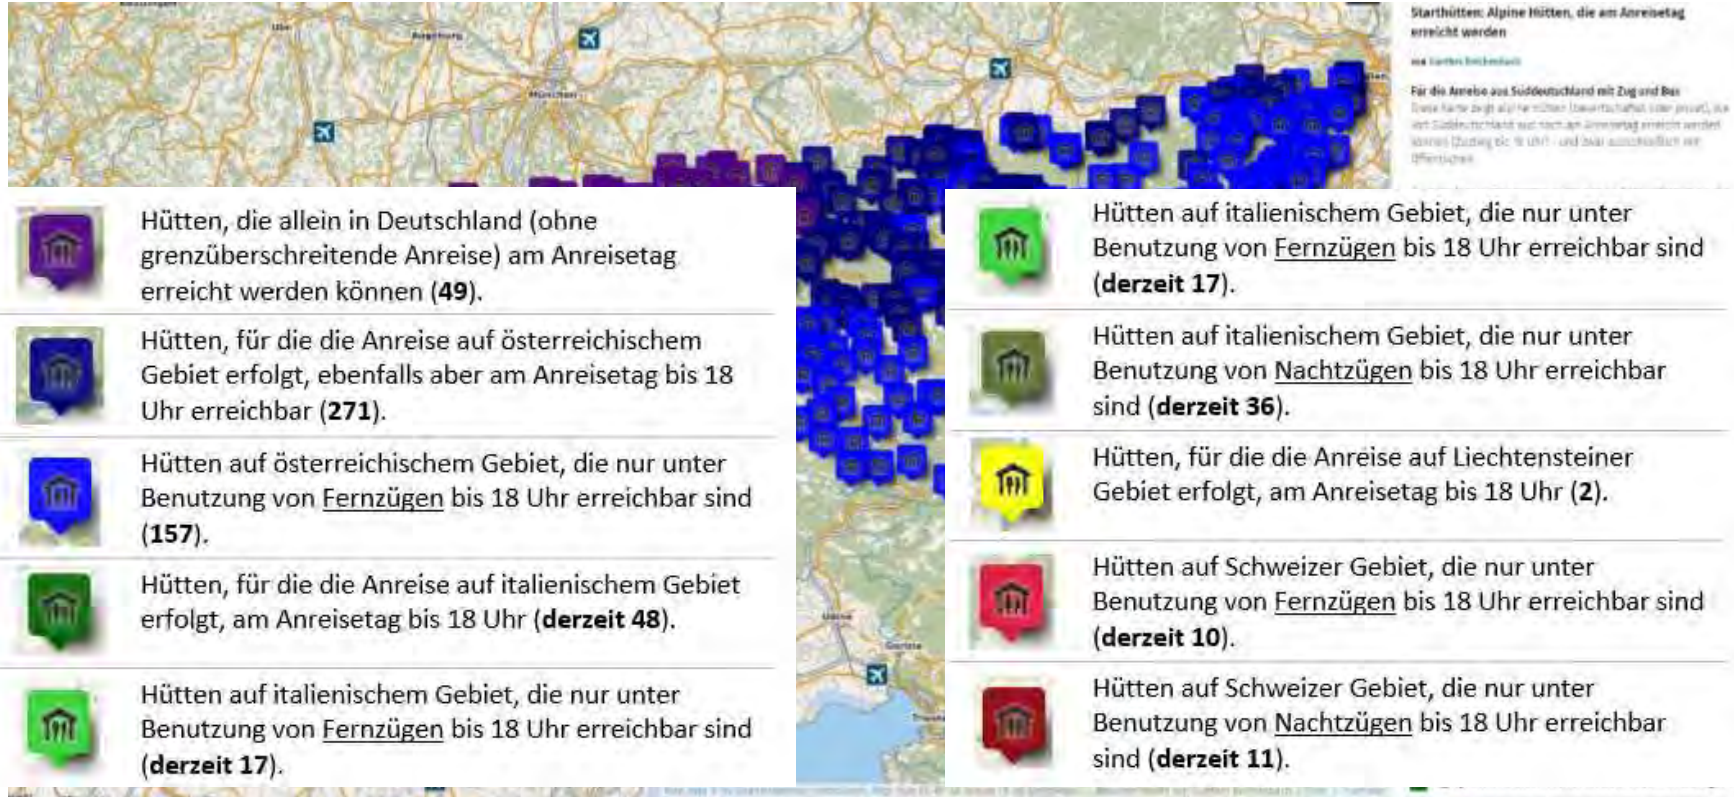 Starthütten: Alpine Hütten, die am Anreisetag
erreicht werden
Für die Anreise aus Süddeutschland mit Zug und Bus
Ulm
Augsburg
München
Hütten, die allein in Deutschland (ohne
grenzüberschreitende Anreise) am Anreisetag
erreicht werden können (49).
Hütten, für die die Anreise auf österreichischem
Gebiet erfolgt, ebenfalls aber am Anreisetag bis 18
Uhr erreichbar (271).
Hütten auf österreichischem Gebiet, die nur unter
Benutzung von Fernzügen bis 18 Uhr erreichbar sind
(157).
Hütten, für die die Anreise auf italienischem Gebiet
erfolgt, am Anreisetag bis 18 Uhr (derzeit 48).
Hütten auf italienischem Gebiet, die nur unter
Benutzung von Fernzügen bis 18 Uhr erreichbar sind
(derzeit 17).
Udine
Gorizia
Hütten auf italienischem Gebiet, die nur unter
Benutzung von Fernzügen bis 18 Uhr erreichbar sind
(derzeit 17).
Hütten auf italienischem Gebiet, die nur unter
Benutzung von Nachtzügen bis 18 Uhr erreichbar
sind (derzeit 36).
Hütten, für die die Anreise auf Liechtensteiner
Gebiet erfolgt, am Anreisetag bis 18 Uhr (2).
Hütten auf Schweizer Gebiet, die nur unter
Benutzung von Fernzügen bis 18 Uhr erreichbar sind
(derzeit 10).
Hütten auf Schweizer Gebiet, die nur unter
Benutzung von Nachtzügen bis 18 Uhr erreichbar
sind (derzeit 11).